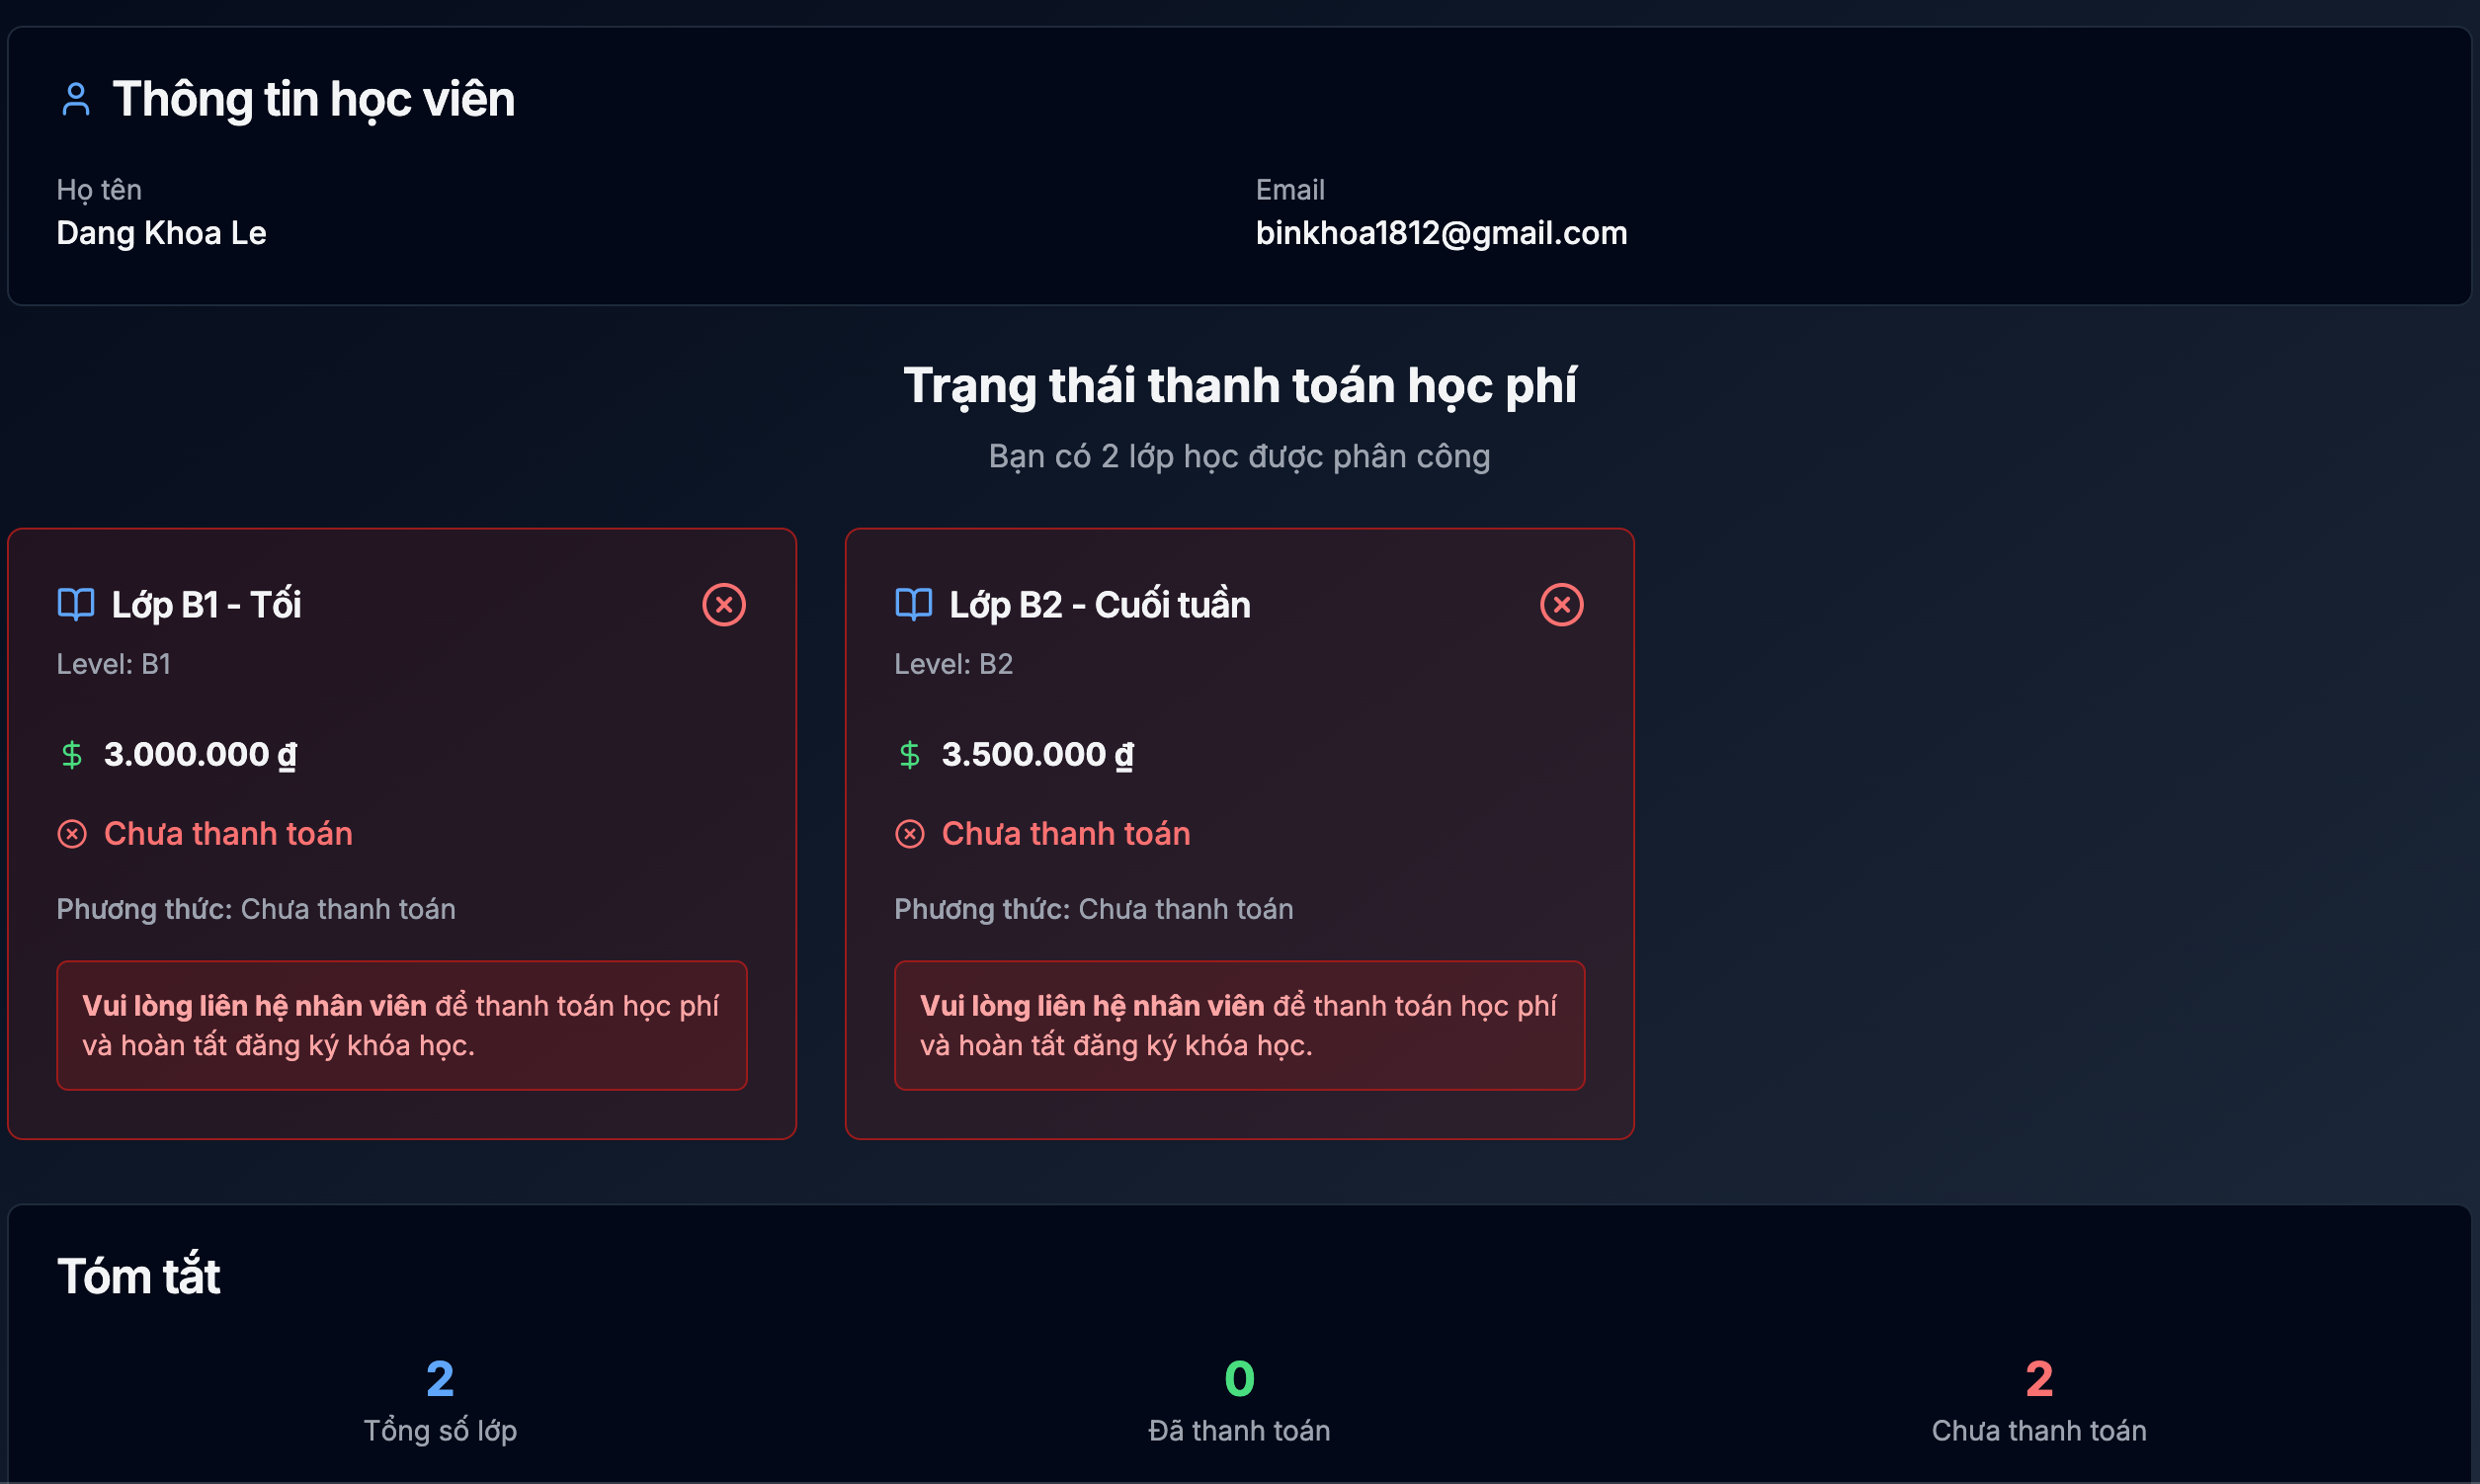 Thông tin học viên
Họ tên
Dang Khoa Le
Email
binkhoa1812@gmail.com
Trạng thái thanh toán học phí
Bạn có 2 lớp học được phân công
Lớp B1 - Tối
Level: B1
3.000.000 ₫
Chưa thanh toán
Phương thức: Chưa thanh toán
Vui lòng liên hệ nhân viên để thanh toán học phí
và hoàn tất đăng ký khóa học.
Lớp B2 - Cuối tuần
Level: B2
3.500.000 ₫
Chưa thanh toán
Phương thức: Chưa thanh toán
Vui lòng liên hệ nhân viên để thanh toán học phí
và hoàn tất đăng ký khóa học.
Tóm tắt
2
Tổng số lớp
0
Đã thanh toán
2
Chưa thanh toán